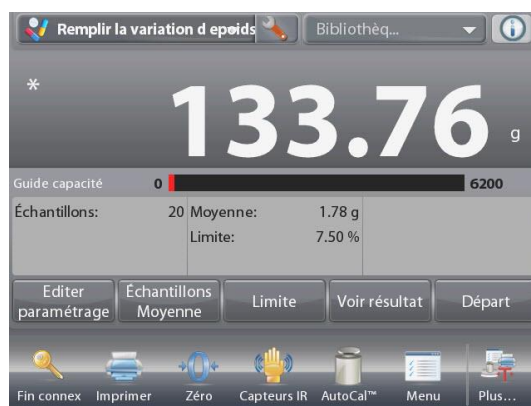 Remplir la variation d epoids Bibliothèq...
* 133.76 g
Guide capacité 0 6200
Échantillons: 20 Moyenne: 1.78 g
Limite: 7.50 %
Editer paramétrage Échantillons Moyenne Limite Voir résultat Départ
Fin connex Imprimer Zéro Capteurs IR AutoCal™ Menu Plus...